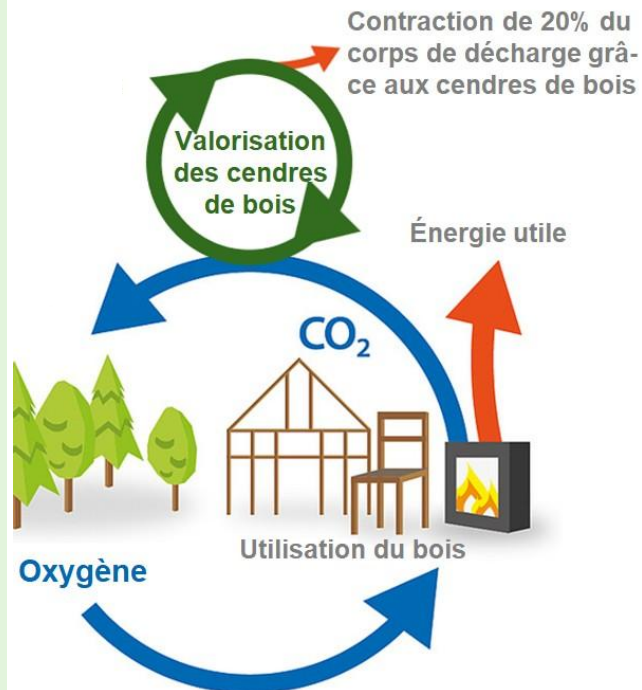 Contraction de 20% du
corps de décharge grâ-
ce aux cendres de bois
Valorisation
des cendres
de bois
Énergie utile
CO₂
Utilisation du bois
Oxygène